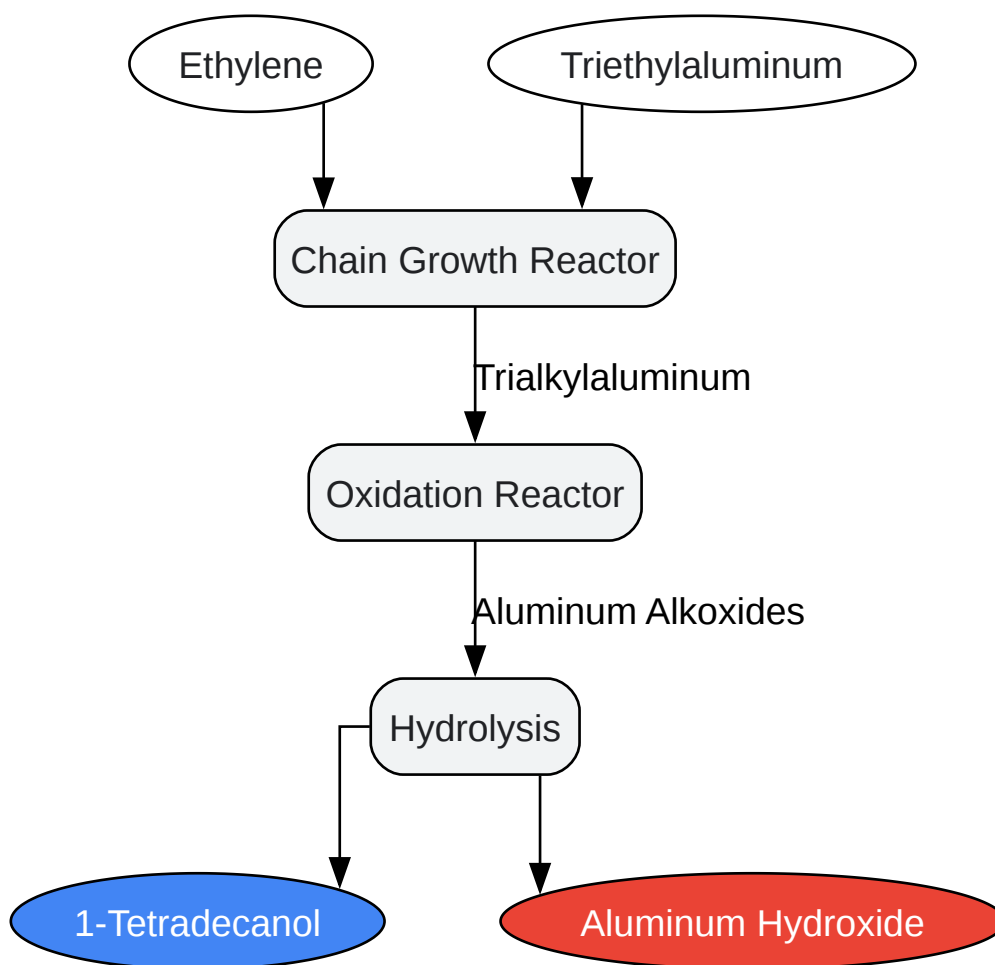 Ethylene
Triethylaluminum
Chain Growth Reactor
Trialkylaluminum
Oxidation Reactor
Aluminum Alkoxides
Hydrolysis
1-Tetradecanol
Aluminum Hydroxide